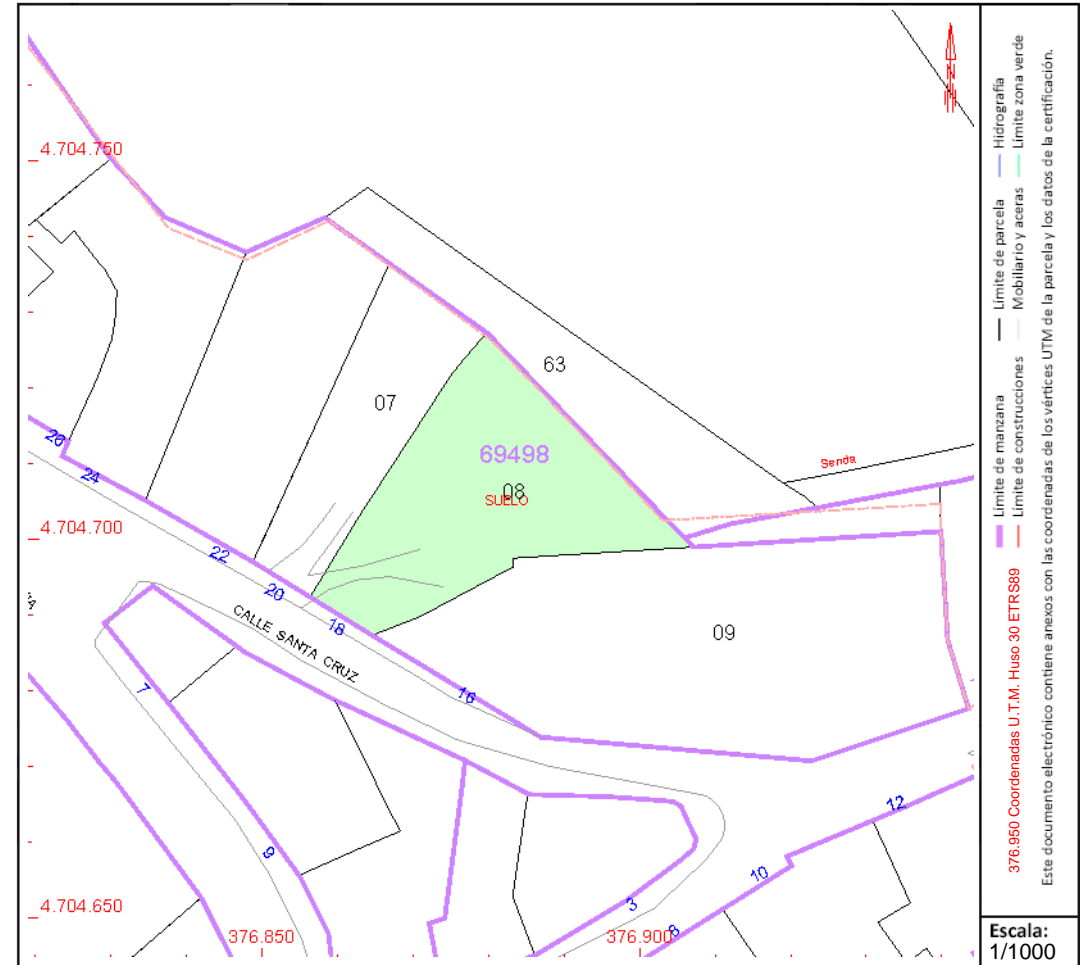 4.704.750
63
07
69498
08
SUELO
Senda
26
24
4.704.700
22
20
18
CALLE SANTA CRUZ
09
16
7
12
9
10
3
8
4.704.650
376.850
376.900
N
Límite de manzana
Límite de parcela
Hidrografía
376.950 Coordenadas U.T.M. Huso 30 ETRS89
Límite de construcciones
Mobiliario y aceras
Límite zona verde
Este documento electrónico contiene anexos con las coordenadas de los vértices UTM de la parcela y los datos de la certificación.
Escala:
1/1000